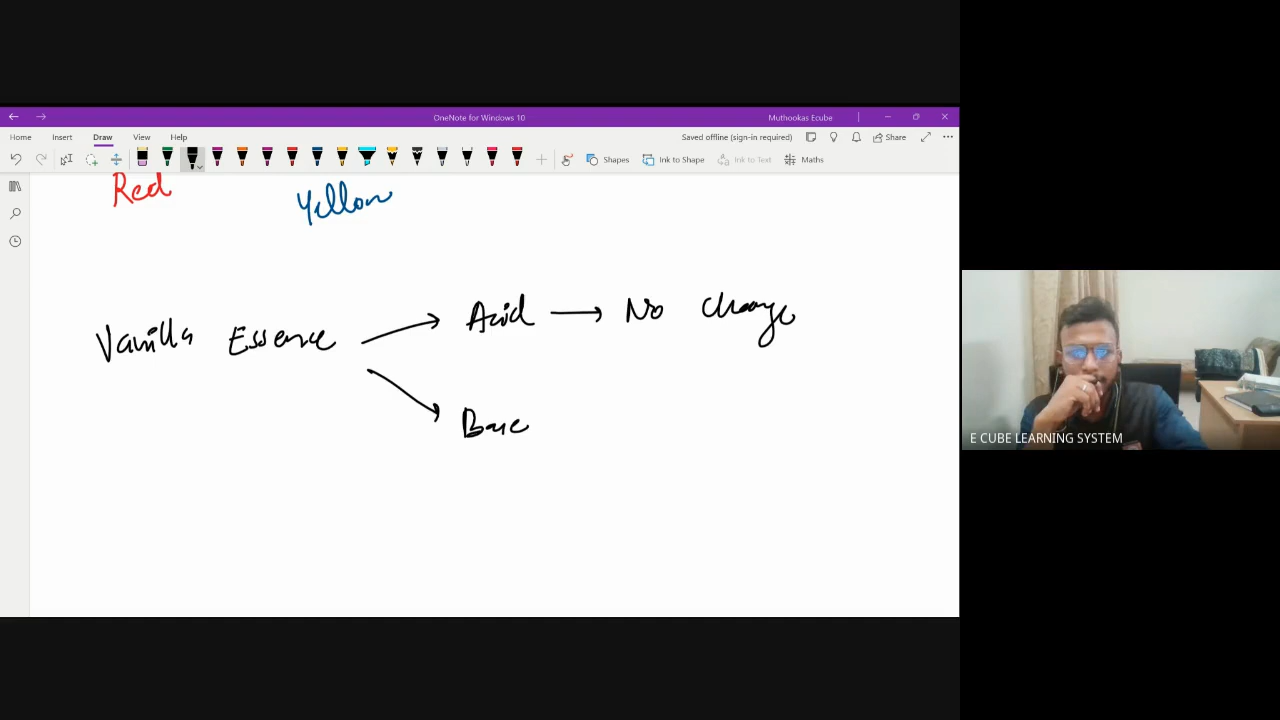 OneNote for Windows 10
Muthookas Ecube
Home Insert Draw View Help
Saved offline (sign-in required)
Share
Shapes
Ink to Shape
Ink to Text
Maths
Red
Yellow
Vanilla Essence → Acid → No Change
→ Base
E CUBE LEARNING SYSTEM